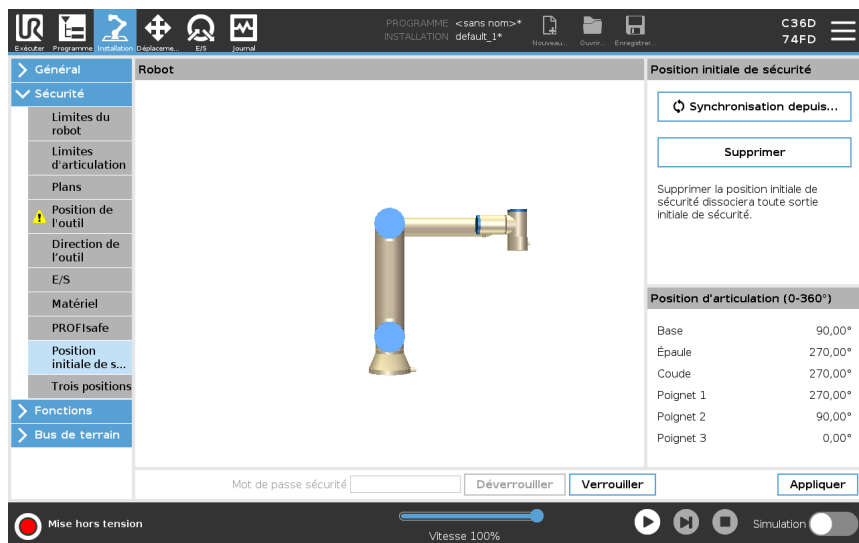 UR
PROGRAMME <sans nom>*
INSTALLATION default_1*
C36D
74FD
Exécuter Programme Installation Déplaceme... E/S Journal Nouveau... Ouvrir... Enregistrer...
Général
Sécurité
Limites du
robot
Limites
d'articulation
Plans
Position de
l'outil
Direction de
l'outil
E/S
Matériel
PROFIsafe
Position
initiale de s...
Trois positions
Fonctions
Bus de terrain
Robot
Position initiale de sécurité
Synchronisation depuis...
Supprimer
Supprimer la position initiale de
sécurité dissociera toute sortie
initiale de sécurité.
Position d'articulation (0-360°)
Base 90,00°
Épaule 270,00°
Coude 270,00°
Poignet 1 270,00°
Poignet 2 90,00°
Poignet 3 0,00°
Mot de passe sécurité Déverrouiller Verrouiller Appliquer
Mise hors tension
Vitesse 100%
Simulation